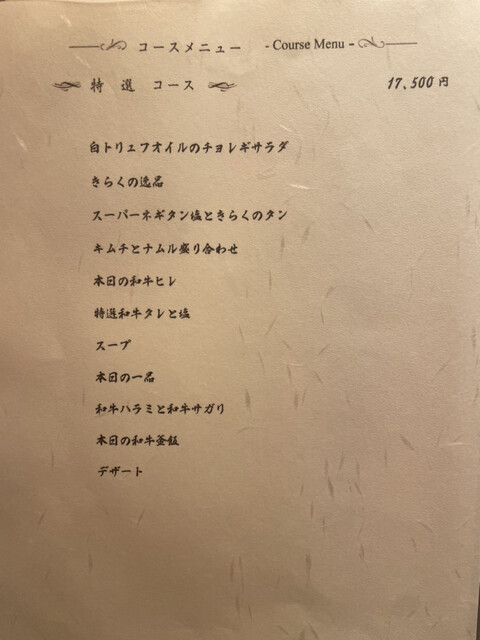 コースメニュー - Course Menu -
特選 コース 17,500円
白トリュフオイルのチョレギサラダ
きらくの逸品
スーパーネギタン塩ときらくのタン
キムチとナムル盛り合わせ
本日の和牛ヒレ
特選和牛タレと塩
スープ
本日の一品
和牛ハラミと和牛サガリ
本日の和牛釜飯
デザート